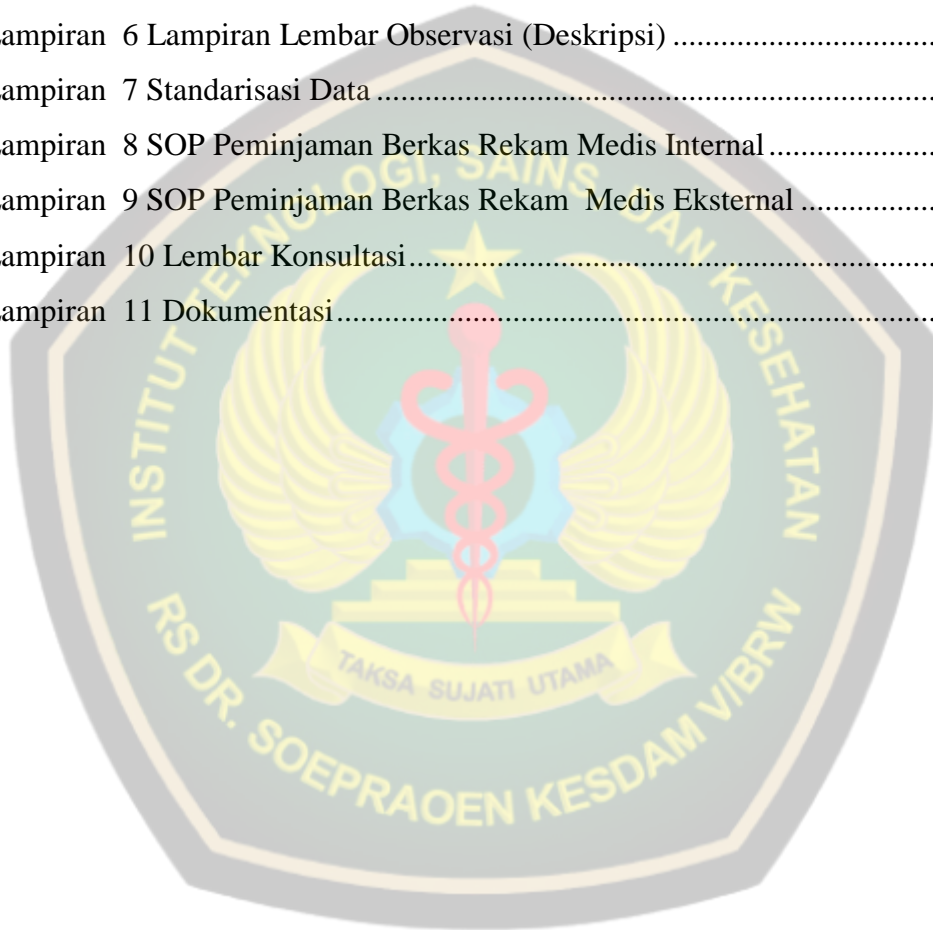 ampiran 6 Lampiran Lembar Observasi (Deskripsi) ....................................
ampiran 7 Standarisasi Data ...........................................................................
ampiran 8 SOP Peminjaman Berkas Rekam Medis Internal ......................
ampiran 9 SOP Peminjaman Berkas Rekam Medis Eksternal ..................
ampiran 10 Lembar Konsultasi .......................................................................
ampiran 11 Dokumentasi ................................................................................
INSTITUT TEKNOLOGI, SAINS DAN KESEHATAN
TAKSA SUJATI UTAMA
RS DR. SOEPRAOEN KESDAM V/BRW